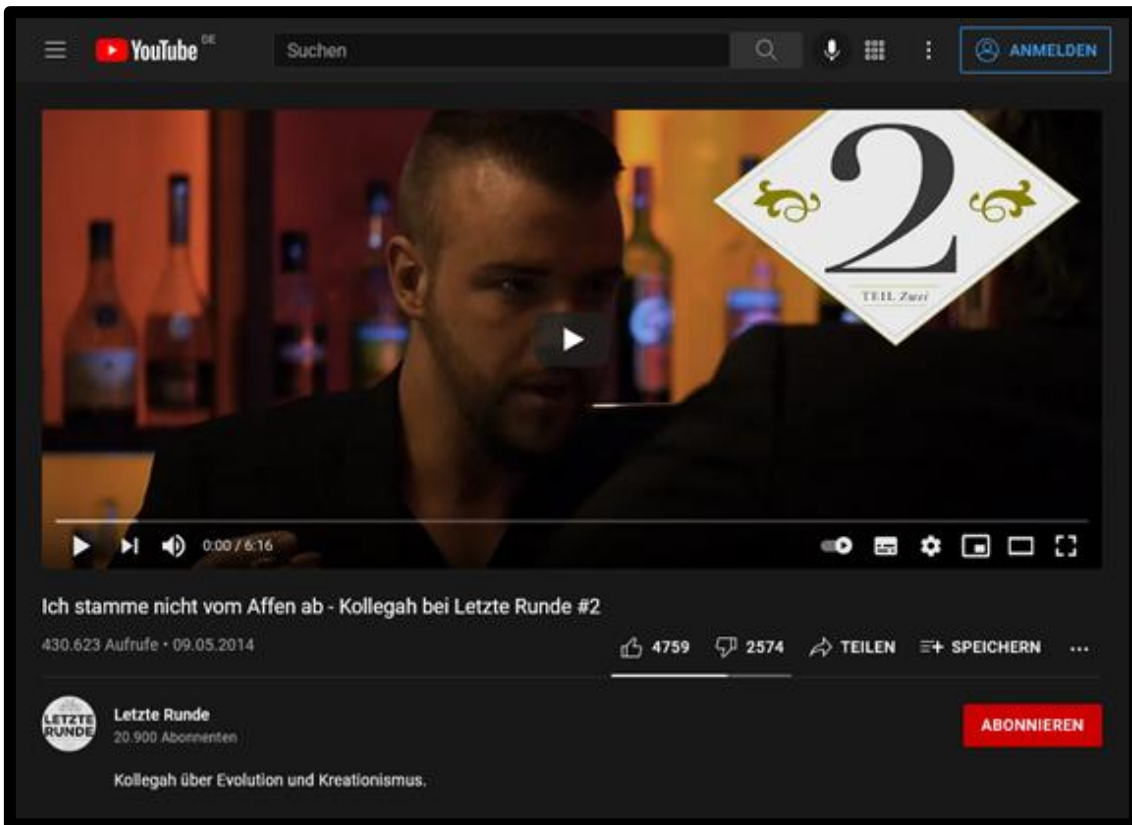 YouTube DE
Suchen
ANMELDEN
2
TEIL Zwei
0:00 / 6:16
Ich stamme nicht vom Affen ab - Kollegah bei Letzte Runde #2
430.623 Aufrufe • 09.05.2014
4759 2574 TEILEN SPEICHERN
LETZTE
RUNDE
Letzte Runde
20.900 Abonnenten
ABONNIEREN
Kollegah über Evolution und Kreationismus.